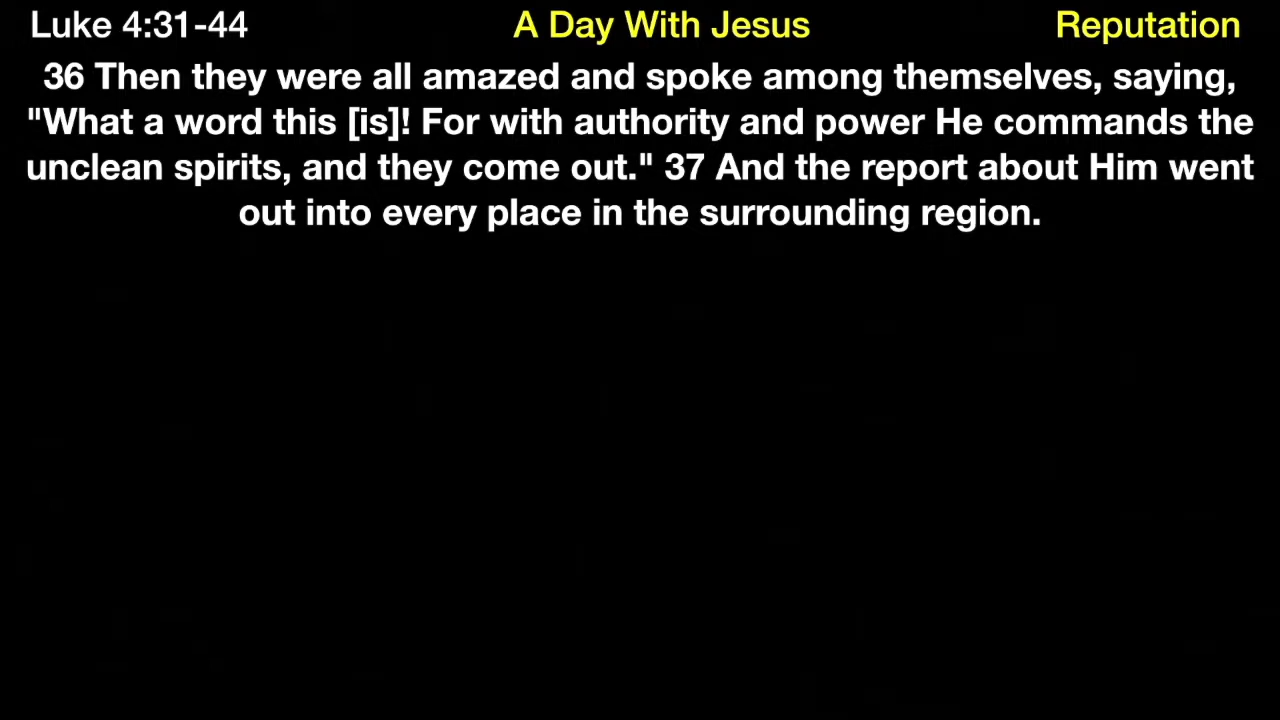 Luke 4:31-44 A Day With Jesus Reputation
36 Then they were all amazed and spoke among themselves, saying,
"What a word this [is]! For with authority and power He commands the
unclean spirits, and they come out." 37 And the report about Him went
out into every place in the surrounding region.